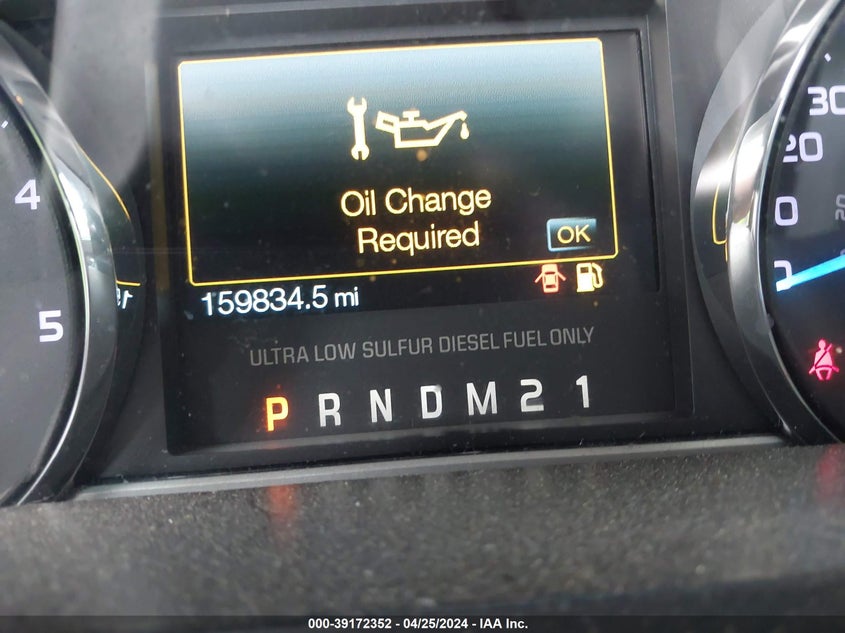 Oil Change
Required
OK
159834.5 mi
ULTRA LOW SULFUR DIESEL FUEL ONLY
P R N D M 2 1
4
5
30
20
000-39172352 - 04/25/2024 - IAA Inc.